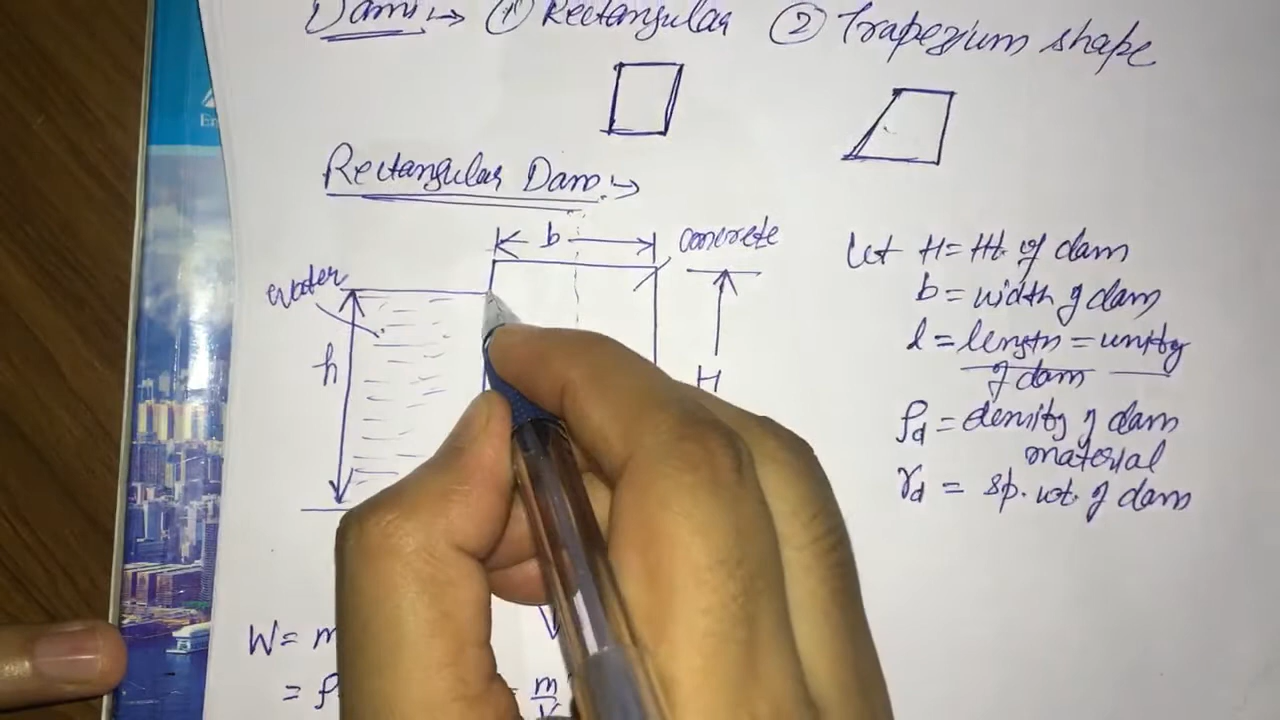 Dams → ① Rectangular ② Trapezium shape
Rectangular Dam :→
b
concrete
water
h
H
Let H = Ht. of dam
b = width of dam
l = length = unity
of dam
ρd = density of dam
material
γd = sp. wt. of dam
W = m
= ρ
m